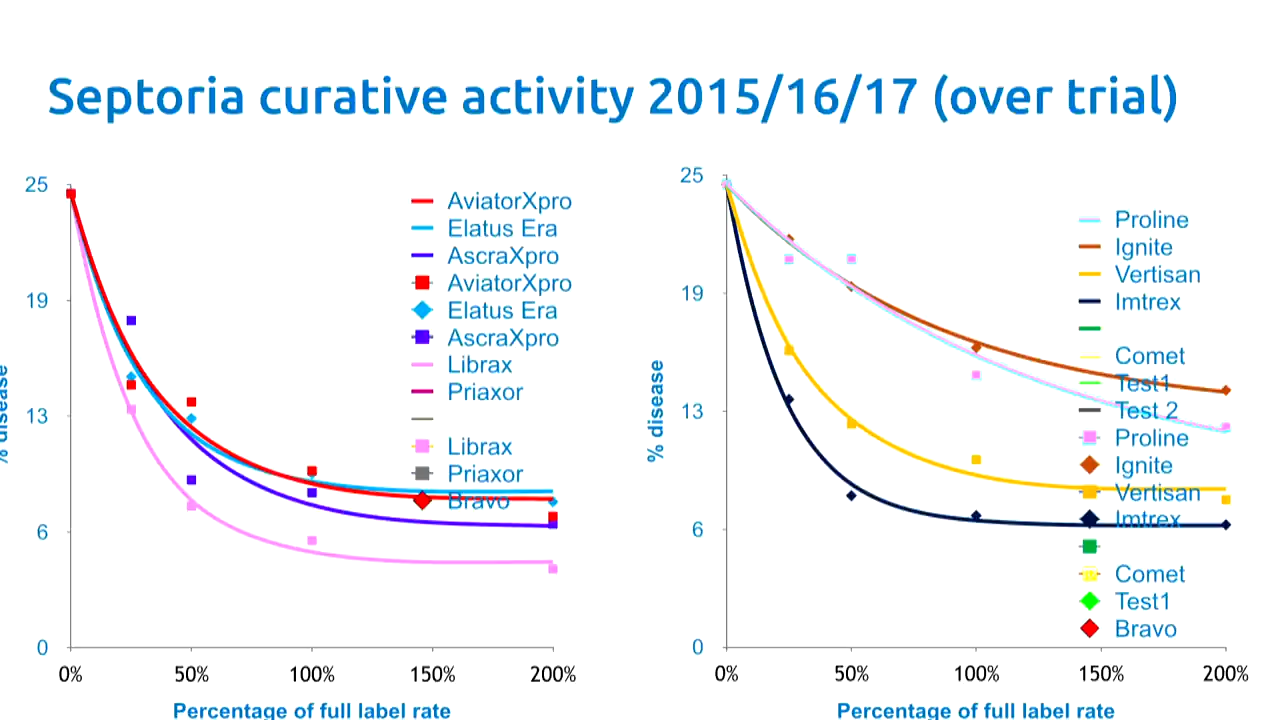 Septoria curative activity 2015/16/17 (over trial)
25
19
13
6
0
% disease
0%
50%
100%
150%
200%
Percentage of full label rate
AviatorXpro
Elatus Era
AscraXpro
AviatorXpro
Elatus Era
AscraXpro
Librax
Priaxor
Librax
Priaxor
Bravo
25
19
13
6
0
% disease
0%
50%
100%
150%
200%
Percentage of full label rate
Proline
Ignite
Vertisan
Imtrex
Comet
Test1
Test 2
Proline
Ignite
Vertisan
Imtrex
Comet
Test1
Bravo